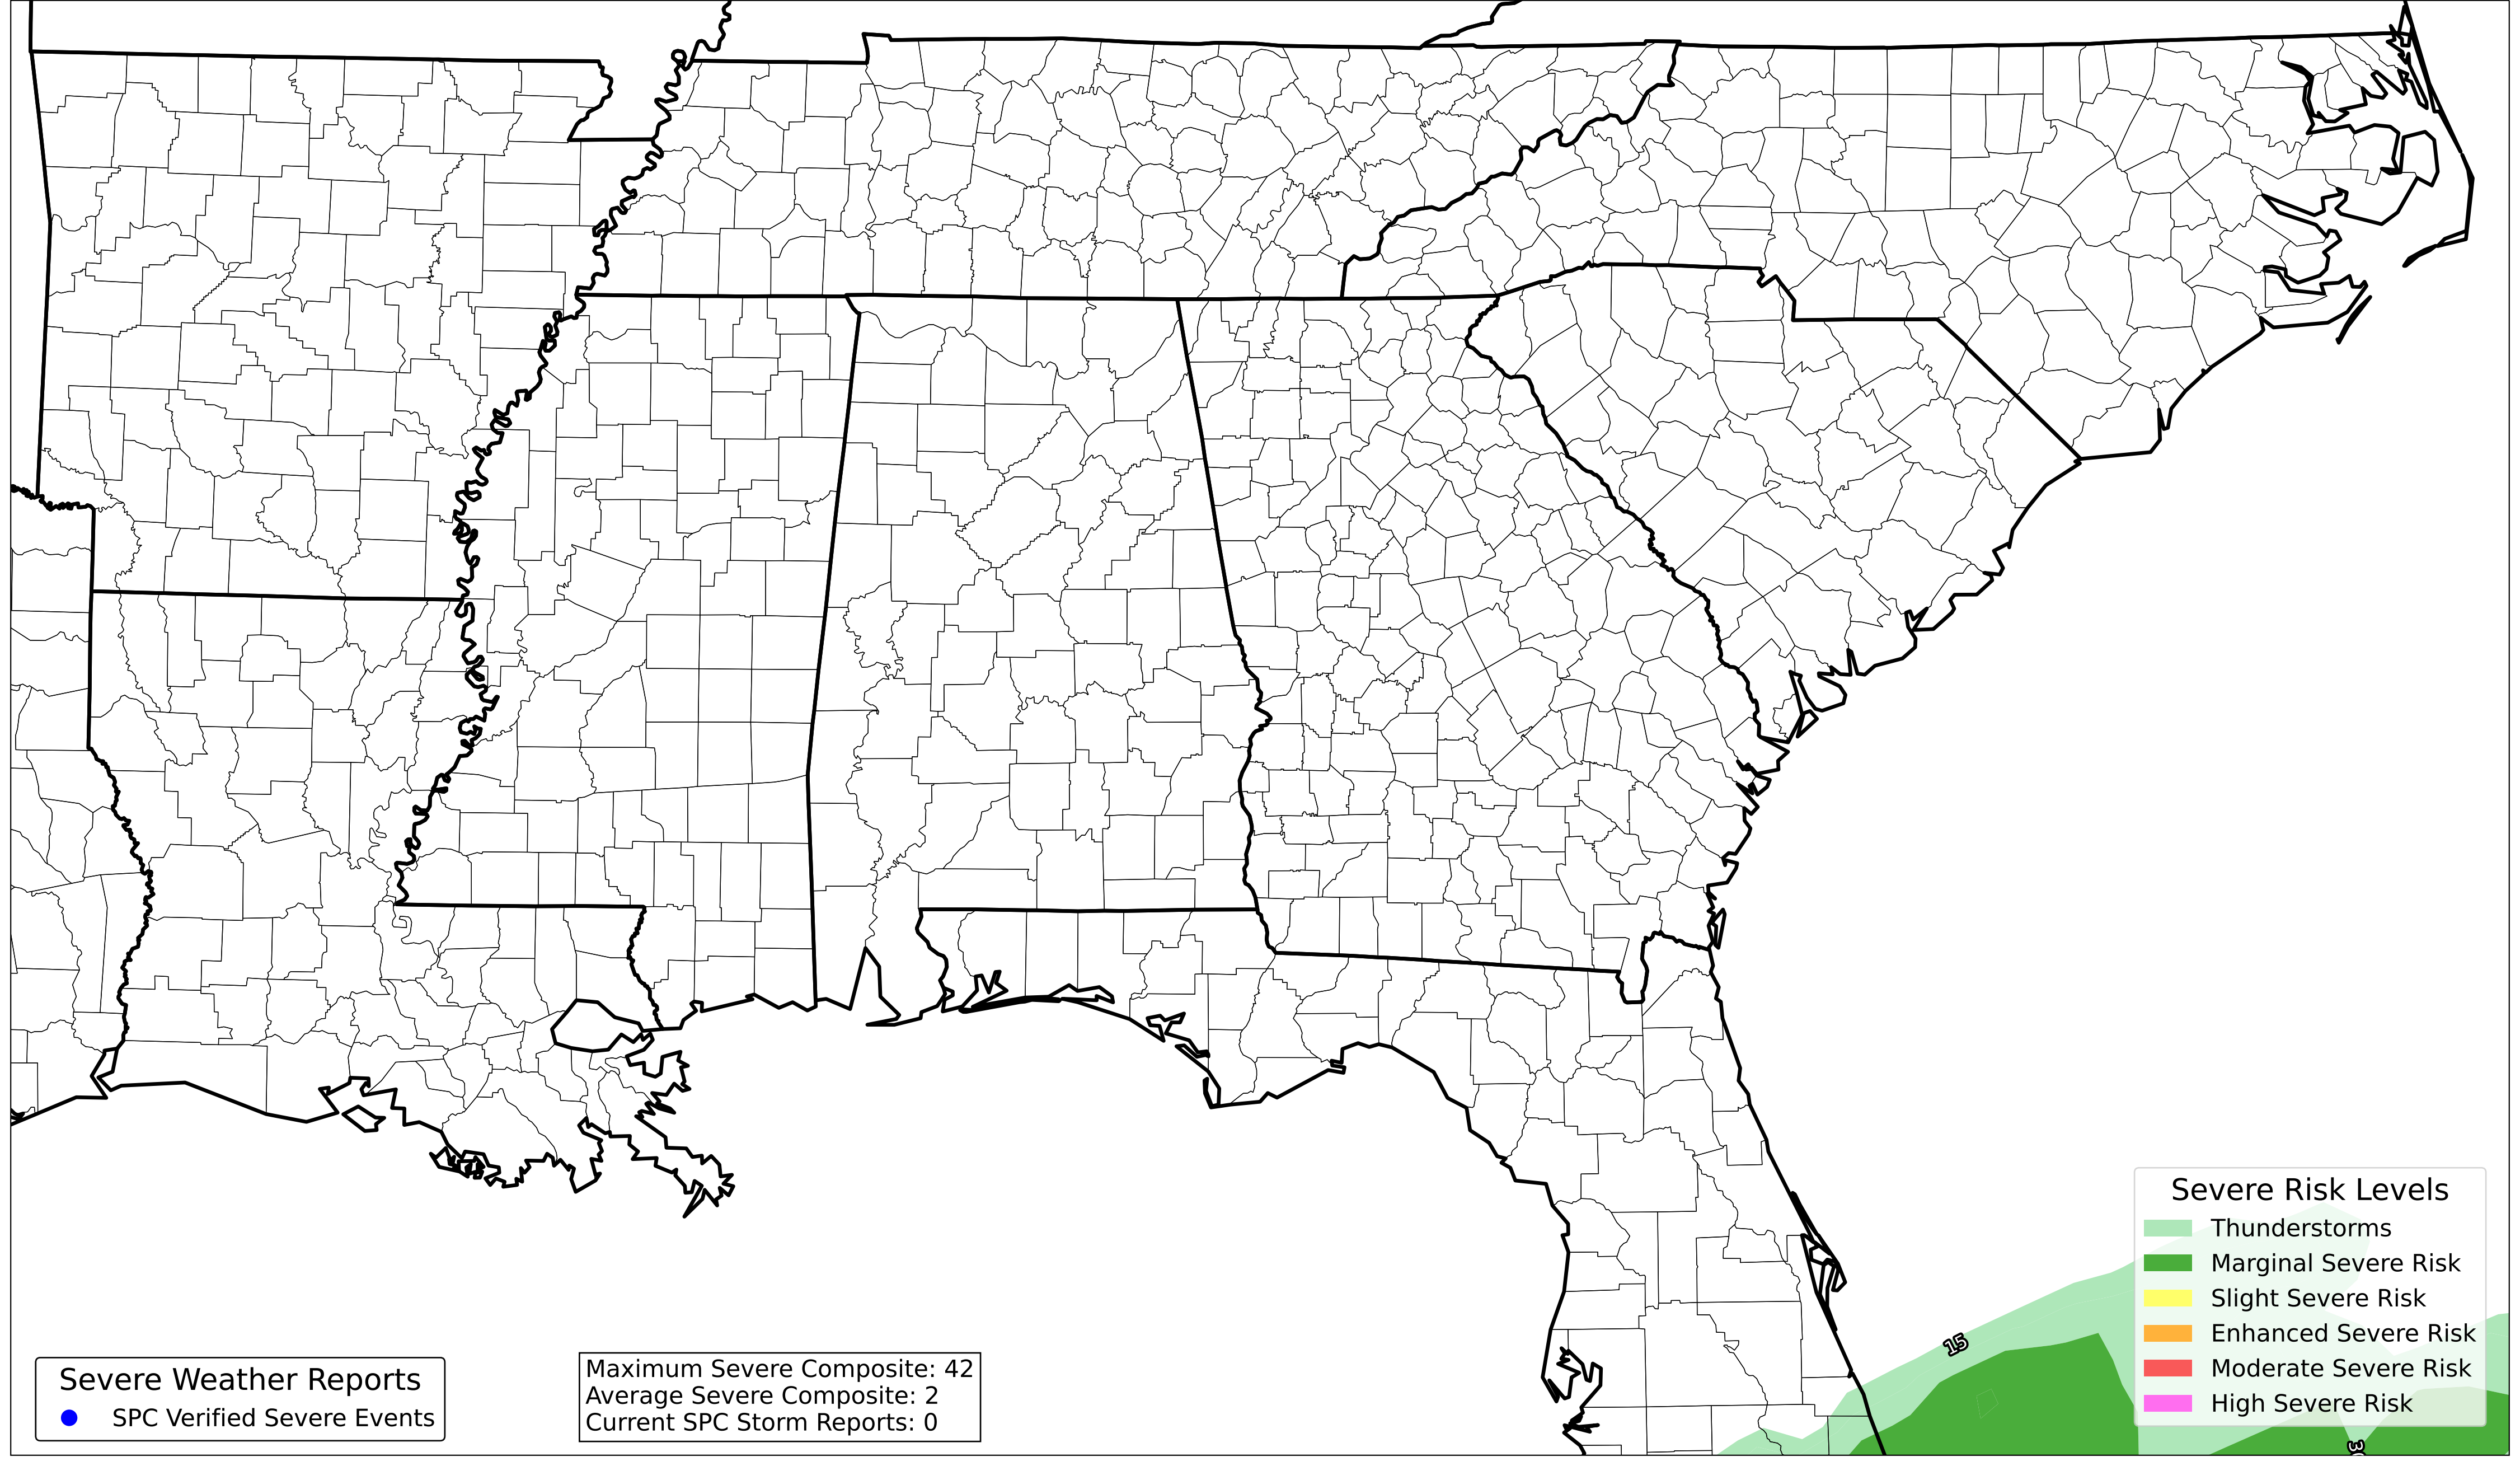 15
Severe Risk Levels
Thunderstorms
Marginal Severe Risk
Slight Severe Risk
Enhanced Severe Risk
Moderate Severe Risk
High Severe Risk
Severe Weather Reports
SPC Verified Severe Events
Maximum Severe Composite: 42
Average Severe Composite: 2
Current SPC Storm Reports: 0